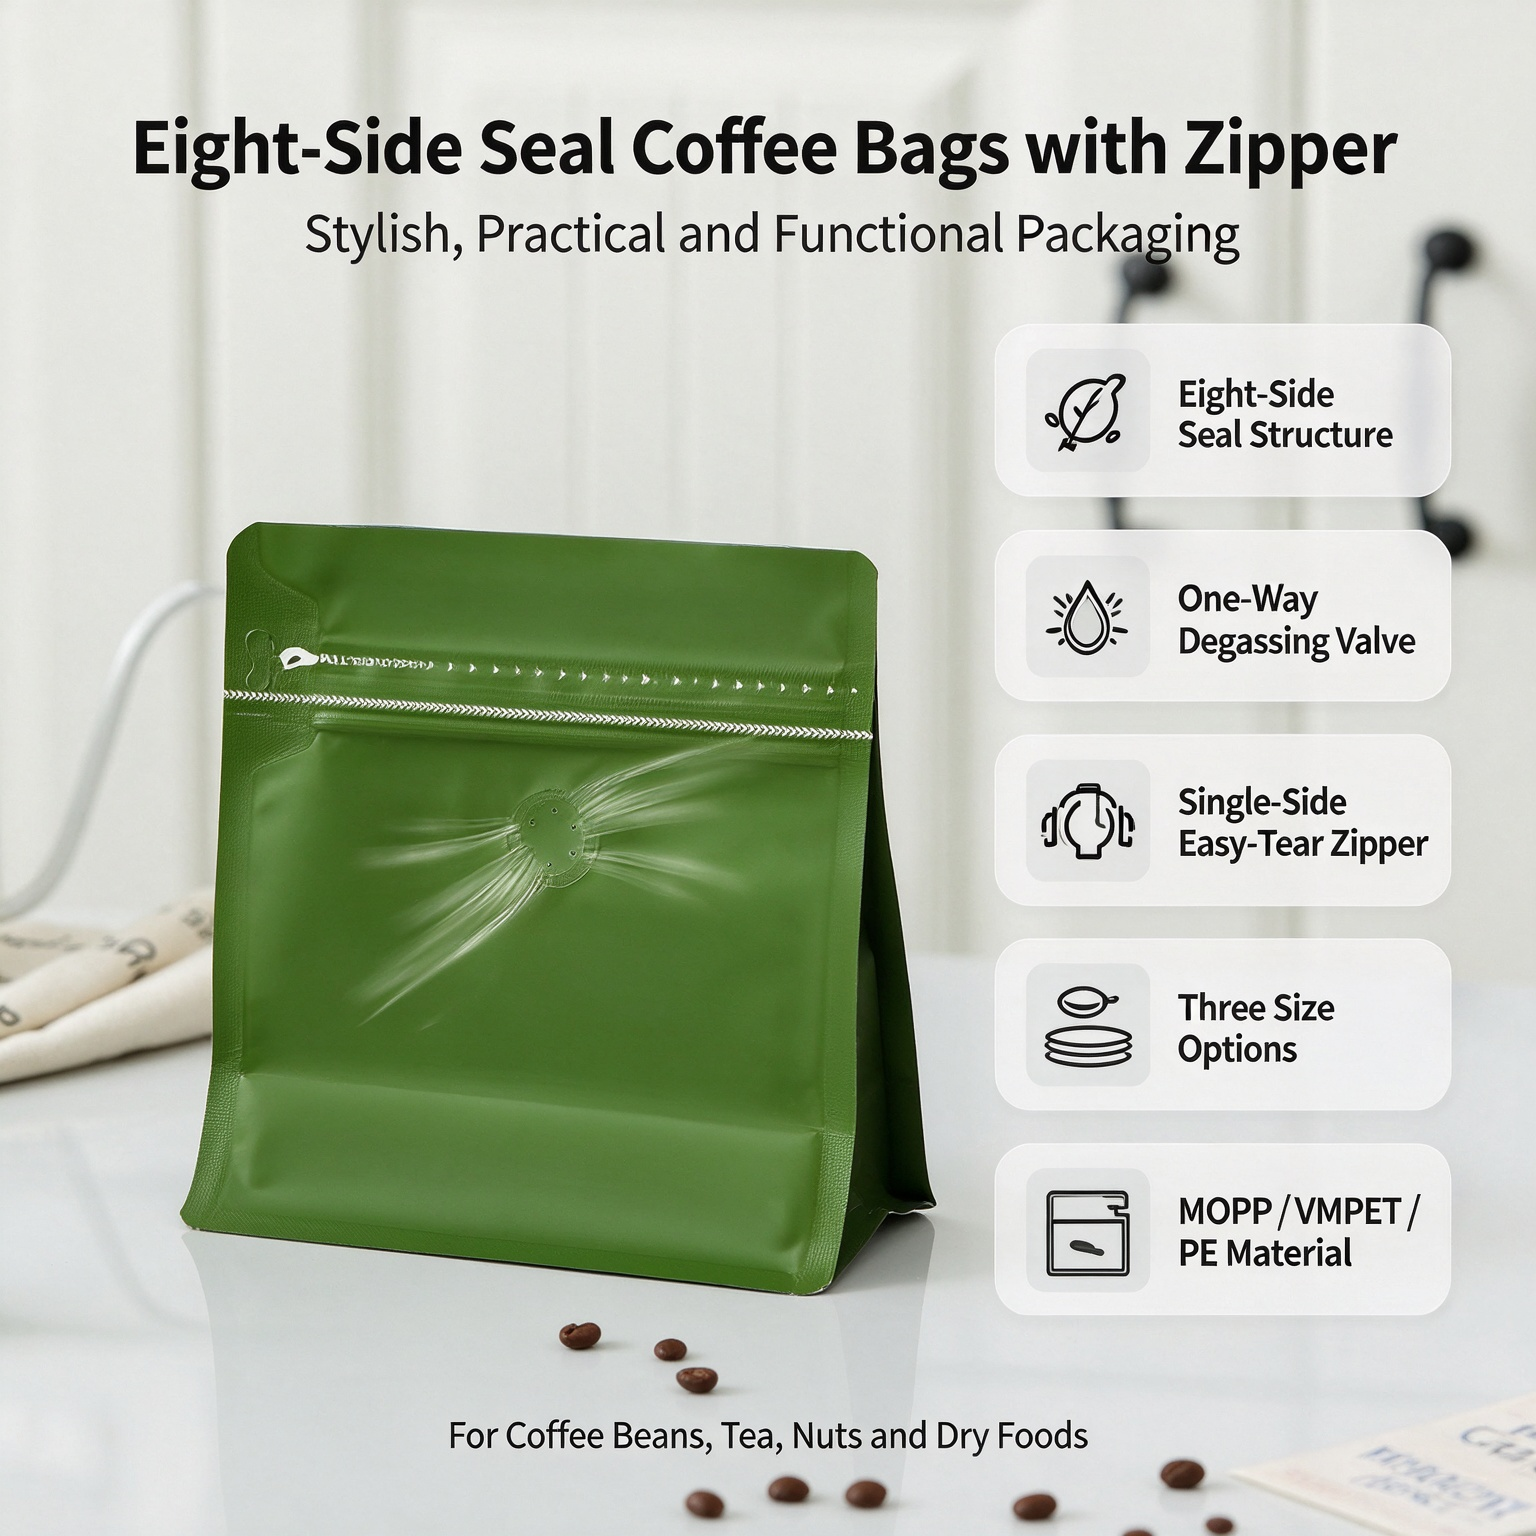 Eight-Side Seal Coffee Bags with Zipper
Stylish, Practical and Functional Packaging
Eight-Side
Seal Structure
One-Way
Degassing Valve
Single-Side
Easy-Tear Zipper
Three Size
Options
MOPP / VMPET /
PE Material
For Coffee Beans, Tea, Nuts and Dry Foods